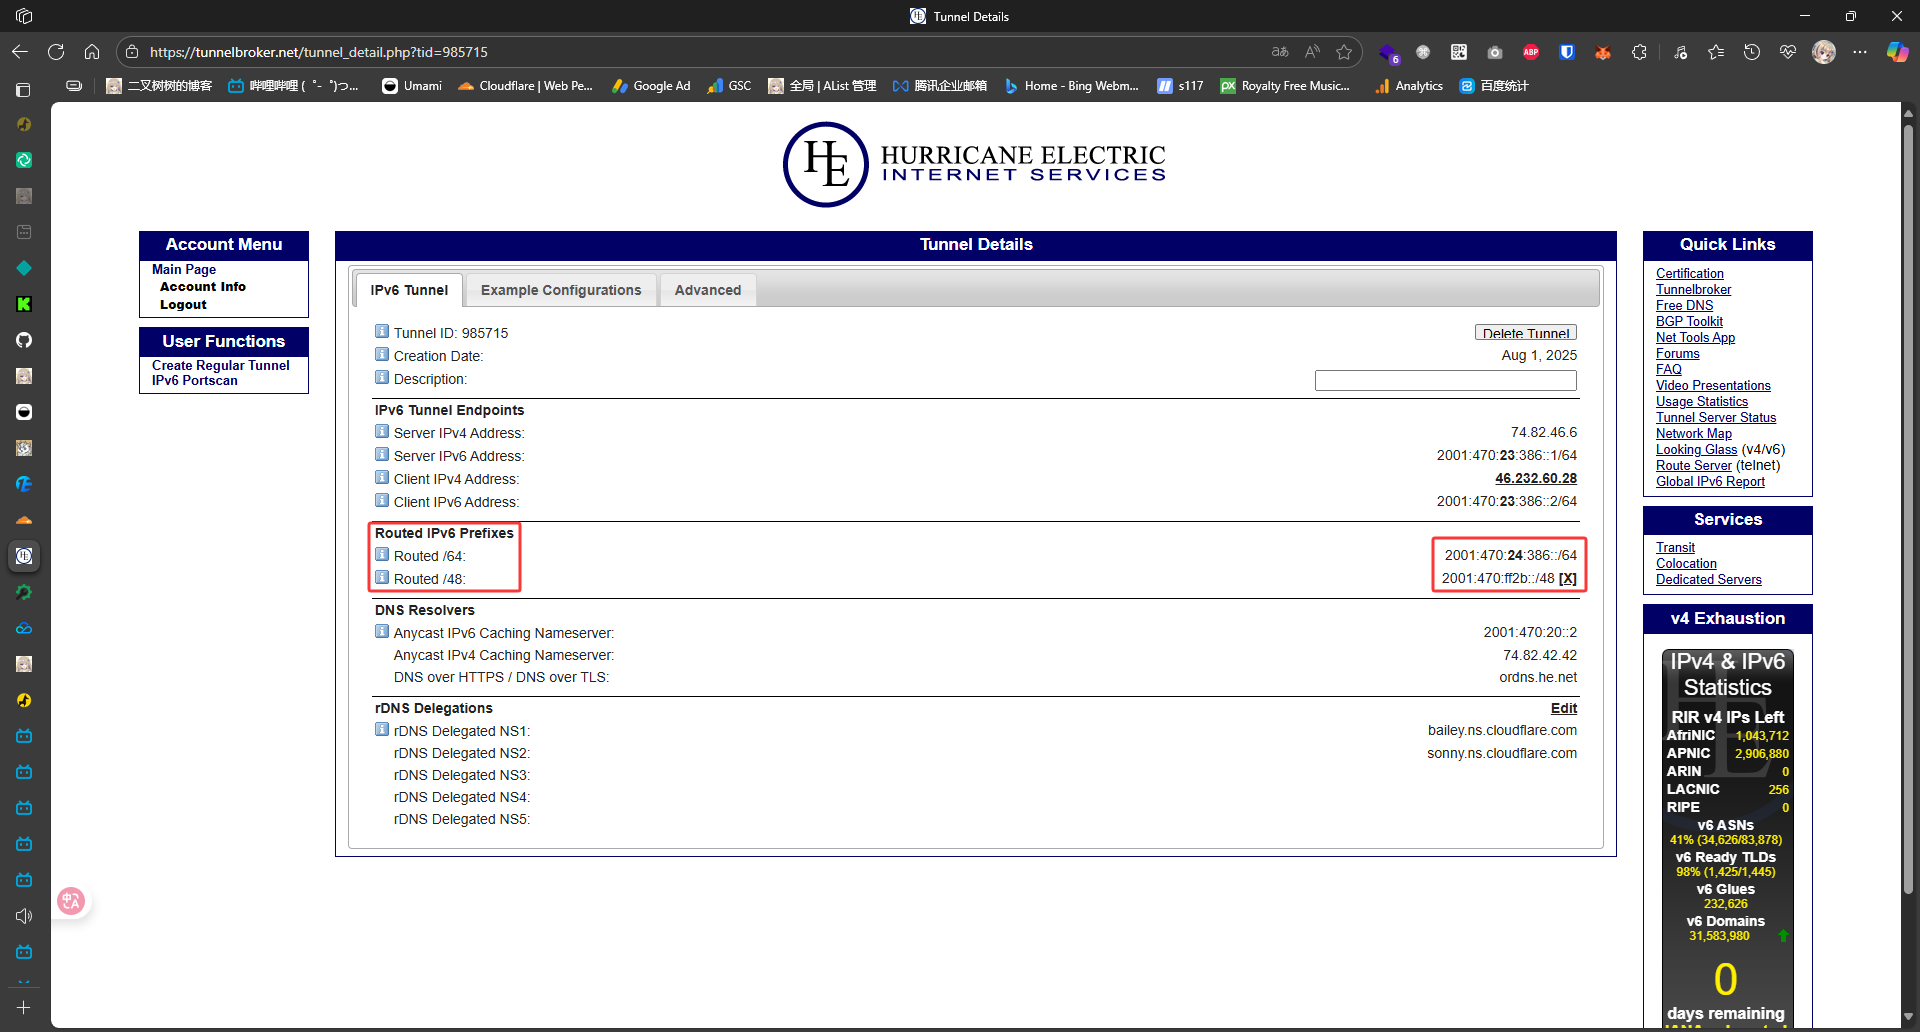 Tunnel Details
https://tunnelbroker.net/tunnel_detail.php?tid=985715
6
ABP
二叉树树的博客
哔哩哔哩 (゜-゜)つ...
Umami
Cloudflare | Web Pe...
Google Ad
GSC
全局 | AList 管理
腾讯企业邮箱
Home - Bing Webm...
s117
Royalty Free Music...
Analytics
百度统计
HE
HURRICANE ELECTRIC
INTERNET SERVICES
Account Menu
Main Page
Account Info
Logout
User Functions
Create Regular Tunnel
IPv6 Portscan
Tunnel Details
IPv6 Tunnel
Example Configurations
Advanced
Tunnel ID: 985715
Delete Tunnel
Creation Date:
Aug 1, 2025
Description:
IPv6 Tunnel Endpoints
Server IPv4 Address:
74.82.46.6
Server IPv6 Address:
2001:470:23:386::1/64
Client IPv4 Address:
46.232.60.28
Client IPv6 Address:
2001:470:23:386::2/64
Routed IPv6 Prefixes
Routed /64:
2001:470:24:386::/64
Routed /48:
2001:470:ff2b::/48 [X]
DNS Resolvers
Anycast IPv6 Caching Nameserver:
2001:470:20::2
Anycast IPv4 Caching Nameserver:
74.82.42.42
DNS over HTTPS / DNS over TLS:
ordns.he.net
rDNS Delegations
Edit
rDNS Delegated NS1:
bailey.ns.cloudflare.com
rDNS Delegated NS2:
sonny.ns.cloudflare.com
rDNS Delegated NS3:
rDNS Delegated NS4:
rDNS Delegated NS5:
Quick Links
Certification
Tunnelbroker
Free DNS
BGP Toolkit
Net Tools App
Forums
FAQ
Video Presentations
Usage Statistics
Tunnel Server Status
Network Map
Looking Glass (v4/v6)
Route Server (telnet)
Global IPv6 Report
Services
Transit
Colocation
Dedicated Servers
v4 Exhaustion
IPv4 & IPv6
Statistics
RIR v4 IPs Left
AfriNIC 1,043,712
APNIC 2,906,880
ARIN 0
LACNIC 256
RIPE 0
v6 ASNs
41% (34,626/83,878)
v6 Ready TLDs
98% (1,425/1,445)
v6 Glues
232,626
v6 Domains
31,583,980
0
days remaining